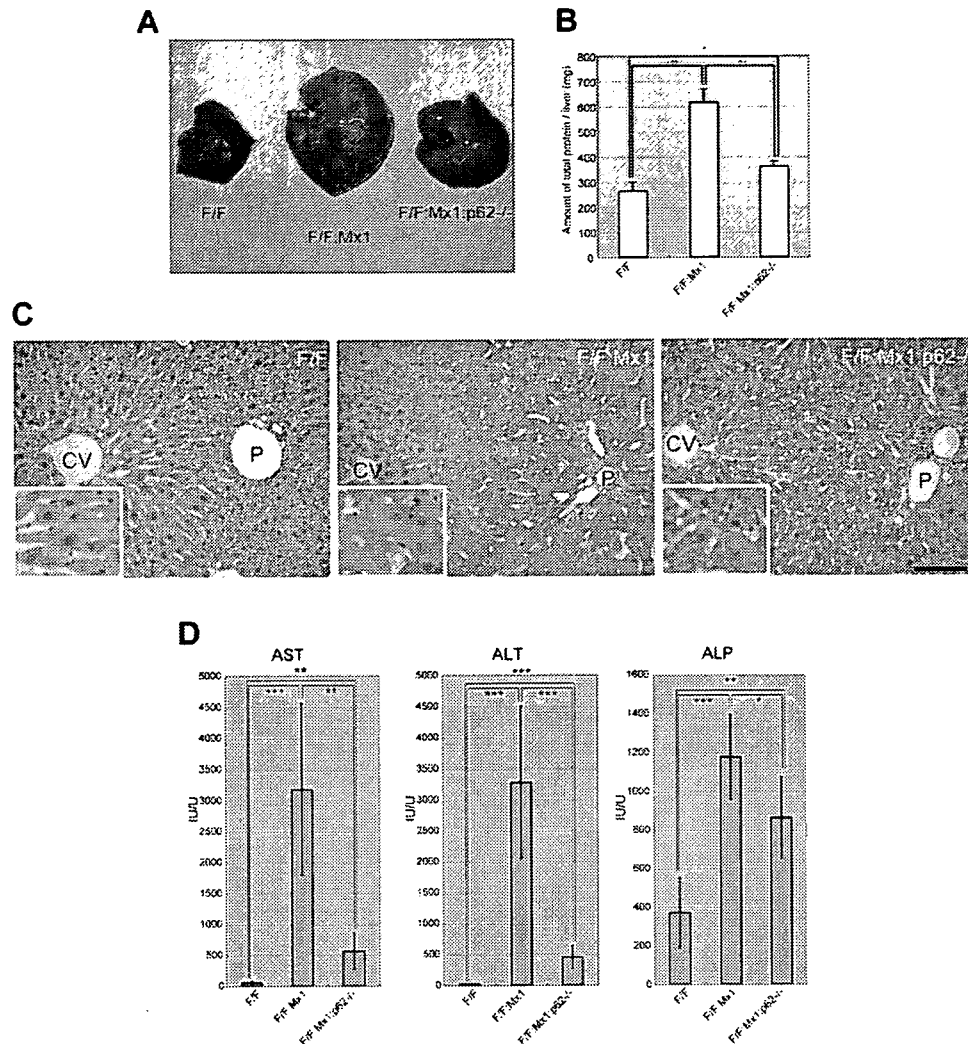 A
F/F
F/F:Mx1
F/F:Mx1:p62-/-
B
Amount of total protein / liver (mg)
800
700
600
500
400
300
200
100
0
F/F
F/F:Mx1
F/F:Mx1:p62-/-
C
F/F
CV
P
F/F:Mx1
CV
P
F/F:Mx1:p62-/-
CV
P
D
AST
**
***
**
5000
4500
4000
3500
3000
2500
2000
1500
1000
500
0
IU/U
F/F
F/F:Mx1
F/F:Mx1:p62-/-
ALT
***
***
***
5000
4500
4000
3500
3000
2500
2000
1500
1000
500
0
IU/U
F/F
F/F:Mx1
F/F:Mx1:p62-/-
ALP
**
***
*
1600
1400
1200
1000
800
600
400
200
0
IU/U
F/F
F/F:Mx1
F/F:Mx1:p62-/-